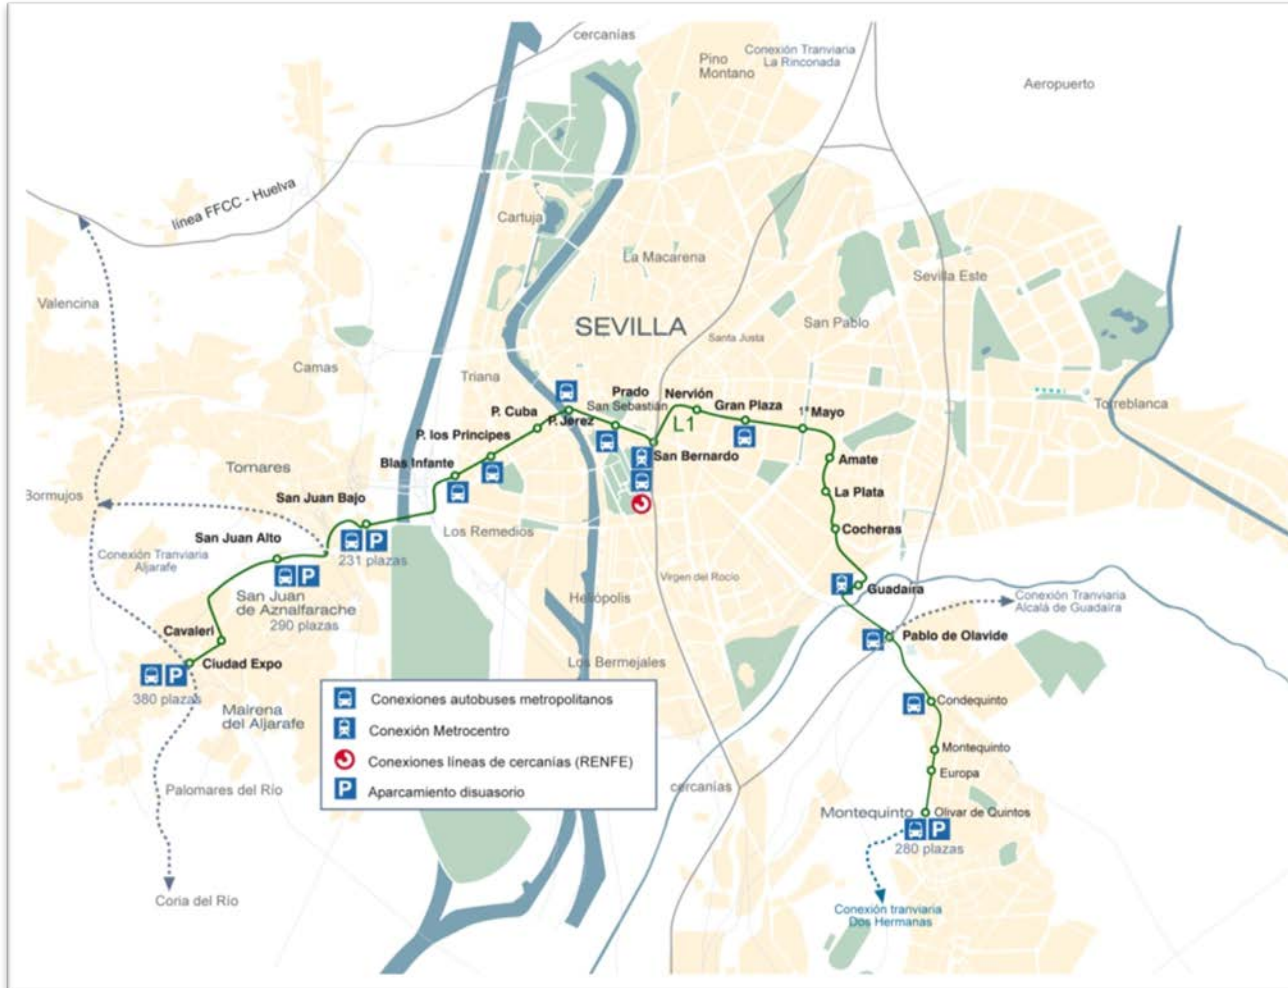 cercanías
Pino
Montano
Conexión Tranviaria
La Rinconada
Aeropuerto
línea FFCC - Huelva
Cartuja
La Macarena
Sevilla Este
Valencina
SEVILLA
San Pablo
Santa Justa
Camas
Triana
Torreblanca
Prado
San Sebastián
Nervión
Gran Plaza
1º Mayo
P. Cuba
P. Jerez
L1
P. los Principes
Blas Infante
San Bernardo
Amate
Tomares
Bormujos
San Juan Bajo
La Plata
Los Remedios
Cocheras
San Juan Alto
231 plazas
Conexión Tranviaria
Aljarafe
Virgen del Rocío
Guadaira
San Juan
de Aznalfarache
290 plazas
Heliópolis
Conexión Tranviaria
Alcalá de Guadaíra
Cavaleri
Pablo de Olavide
Ciudad Expo
Los Bermejales
P
380 plazas
Mairena
del Aljarafe
Condequinto
Conexiones autobuses metropolitanos
Conexión Metrocentro
Conexiones líneas de cercanías (RENFE)
P Aparcamiento disuasorio
Montequinto
Europa
cercanías
Palomares del Río
Montequinto
Olivar de Quintos
P
280 plazas
Coria del Río
Conexión tranviaria
Dos Hermanas